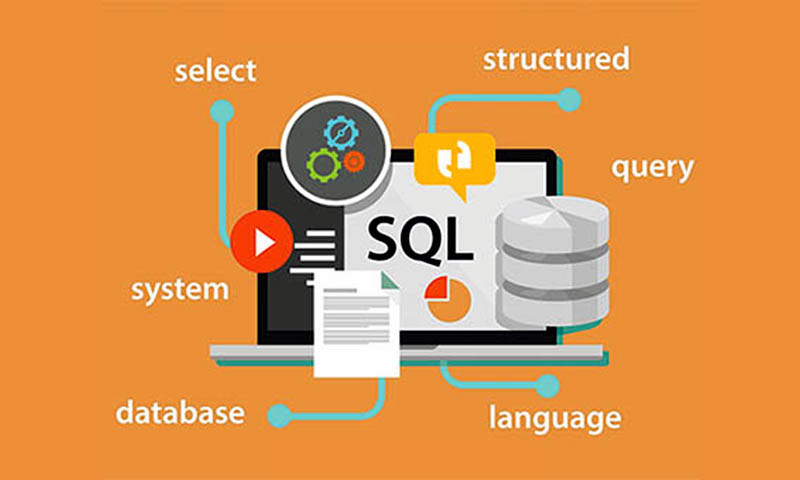 select
structured
query
SQL
system
database
language